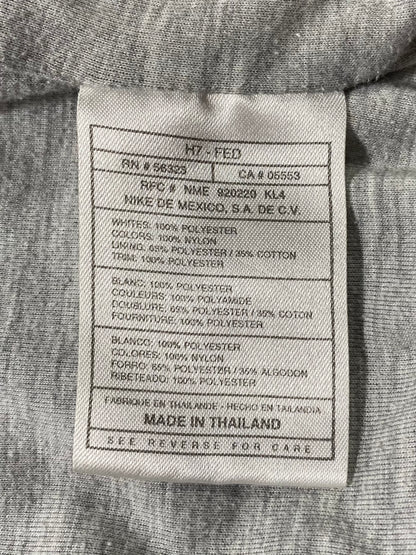 H7 - FED
RN # 56323 CA # 05553
RFC # NME 920220 KL4
NIKE DE MEXICO, S.A. DE C.V.
WHITES: 100% POLYESTER
COLORS: 100% NYLON
LINING: 65% POLYESTER / 35% COTTON
TRIM: 100% POLYESTER
BLANC: 100% POLYESTER
COULEURS: 100% POLYAMIDE
DOUBLURE: 65% POLYESTER / 35% COTON
FOURNITURE: 100% POLYESTER
BLANCO: 100% POLYESTER
COLORES: 100% NYLON
FORRO: 65% POLYESTER / 35% ALGODON
RIBETEADO: 100% POLYESTER
FABRIQUE EN THAILANDE - HECHO EN TAILANDIA
MADE IN THAILAND
SEE REVERSE FOR CARE